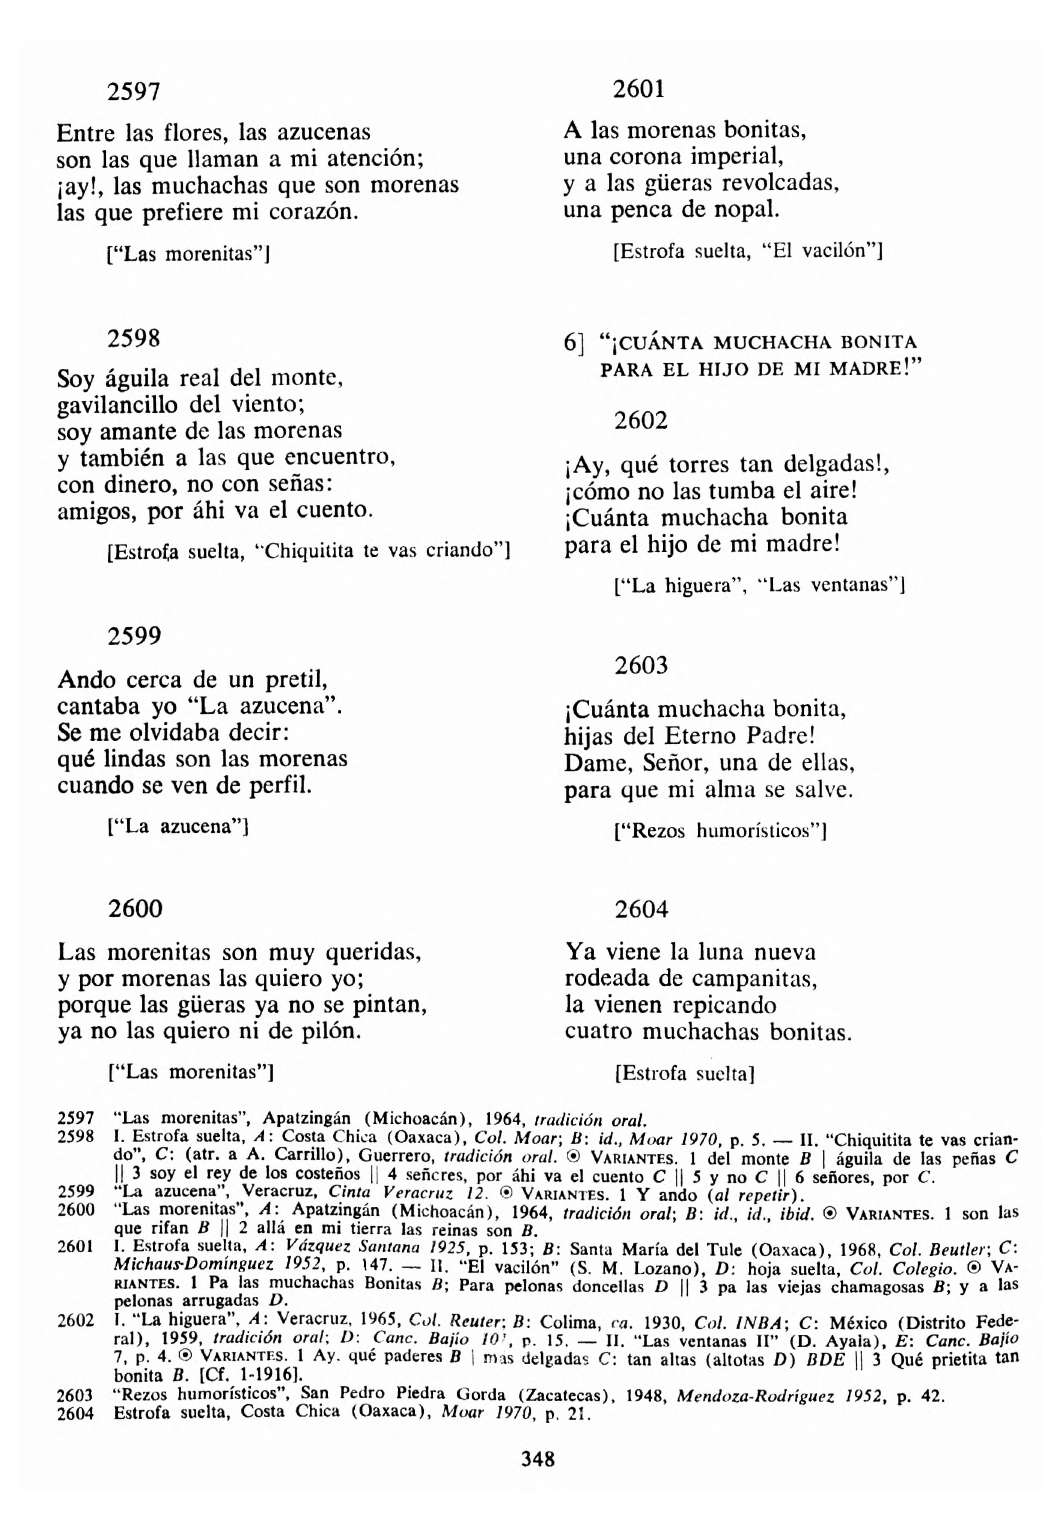 2597
Entre las flores, las azucenas
son las que llaman a mi atención;
¡ay!, las muchachas que son morenas
las que prefiere mi corazón.
["Las morenitas"]
2598
Soy águila real del monte,
gavilancillo del viento;
soy amante de las morenas
y también a las que encuentro,
con dinero, no con señas:
amigos, por áhi va el cuento.
[Estrofa suelta, "Chiquitita te vas criando"]
2599
Ando cerca de un pretil,
cantaba yo "La azucena".
Se me olvidaba decir:
qué lindas son las morenas
cuando se ven de perfil.
["La azucena"]
2600
Las morenitas son muy queridas,
y por morenas las quiero yo;
porque las güeras ya no se pintan,
ya no las quiero ni de pilón.
["Las morenitas"]
2601
A las morenas bonitas,
una corona imperial,
y a las güeras revolcadas,
una penca de nopal.
[Estrofa suelta, "El vacilón"]
6] "¡CUÁNTA MUCHACHA BONITA
PARA EL HIJO DE MI MADRE!"
2602
¡Ay, qué torres tan delgadas!,
¡cómo no las tumba el aire!
¡Cuánta muchacha bonita
para el hijo de mi madre!
["La higuera", "Las ventanas"]
2603
¡Cuánta muchacha bonita,
hijas del Eterno Padre!
Dame, Señor, una de ellas,
para que mi alma se salve.
["Rezos humorísticos"]
2604
Ya viene la luna nueva
rodeada de campanitas,
la vienen repicando
cuatro muchachas bonitas.
[Estrofa suelta]
2597 "Las morenitas", Apatzingán (Michoacán), 1964, tradición oral.
2598 I. Estrofa suelta, A: Costa Chica (Oaxaca), Col. Moar; B: id., Moar 1970, p. 5. — II. "Chiquitita te vas crian-
do", C: (atr. a A. Carrillo), Guerrero, tradición oral. ⦿ VARIANTES. 1 del monte B | águila de las peñas C
|| 3 soy el rey de los costeños || 4 señores, por áhi va el cuento C || 5 y no C || 6 señores, por C.
2599 "La azucena", Veracruz, Cinta Veracruz 12. ⦿ VARIANTES. 1 Y ando (al repetir).
2600 "Las morenitas", A: Apatzingán (Michoacán), 1964, tradición oral; B: id., id., ibid. ⦿ VARIANTES. 1 son las
que rifan B || 2 allá en mi tierra las reinas son B.
2601 I. Estrofa suelta, A: Vázquez Santana 1925, p. 153; B: Santa María del Tule (Oaxaca), 1968, Col. Beutler; C:
Michaus-Domínguez 1952, p. 147. — II. "El vacilón" (S. M. Lozano), D: hoja suelta, Col. Colegio. ⦿ VA-
RIANTES. 1 Pa las muchachas Bonitas B; Para pelonas doncellas D || 3 pa las viejas chamagosas B; y a las
pelonas arrugadas D.
2602 I. "La higuera", A: Veracruz, 1965, Col. Reuter; B: Colima, ca. 1930, Col. INBA; C: México (Distrito Fede-
ral), 1959, tradición oral; D: Canc. Bajío 10, p. 15. — II. "Las ventanas II" (D. Ayala), E: Canc. Bajío
7, p. 4. ⦿ VARIANTES. 1 Ay. qué paderes B | mas delgadas C: tan altas (altotas D) BDE || 3 Qué prietita tan
bonita B. [Cf. 1-1916].
2603 "Rezos humorísticos", San Pedro Piedra Gorda (Zacatecas), 1948, Mendoza-Rodríguez 1952, p. 42.
2604 Estrofa suelta, Costa Chica (Oaxaca), Moar 1970, p. 21.
348